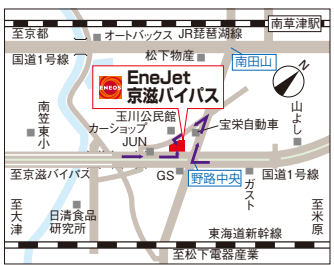 南草津駅
至京都
オートバックス
JR琵琶湖線
国道1号線
松下物産
南田山
N
ENEOS
EneJet
京滋バイパス
南笠東小
玉川公民館
カーショップ
JUN
宝栄自動車
山よし
至京滋バイパス
GS
野路中央
ガスト
国道1号線
至大津
日清食品
研究所
至米原
東海道新幹線
至松下電器産業